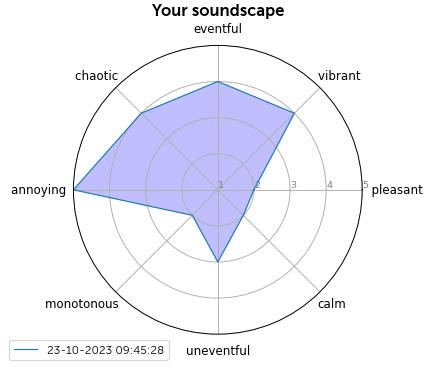 Your soundscape
eventful
chaotic
vibrant
annoying
1 2 3 4 5
pleasant
monotonous
calm
uneventful
23-10-2023 09:45:28